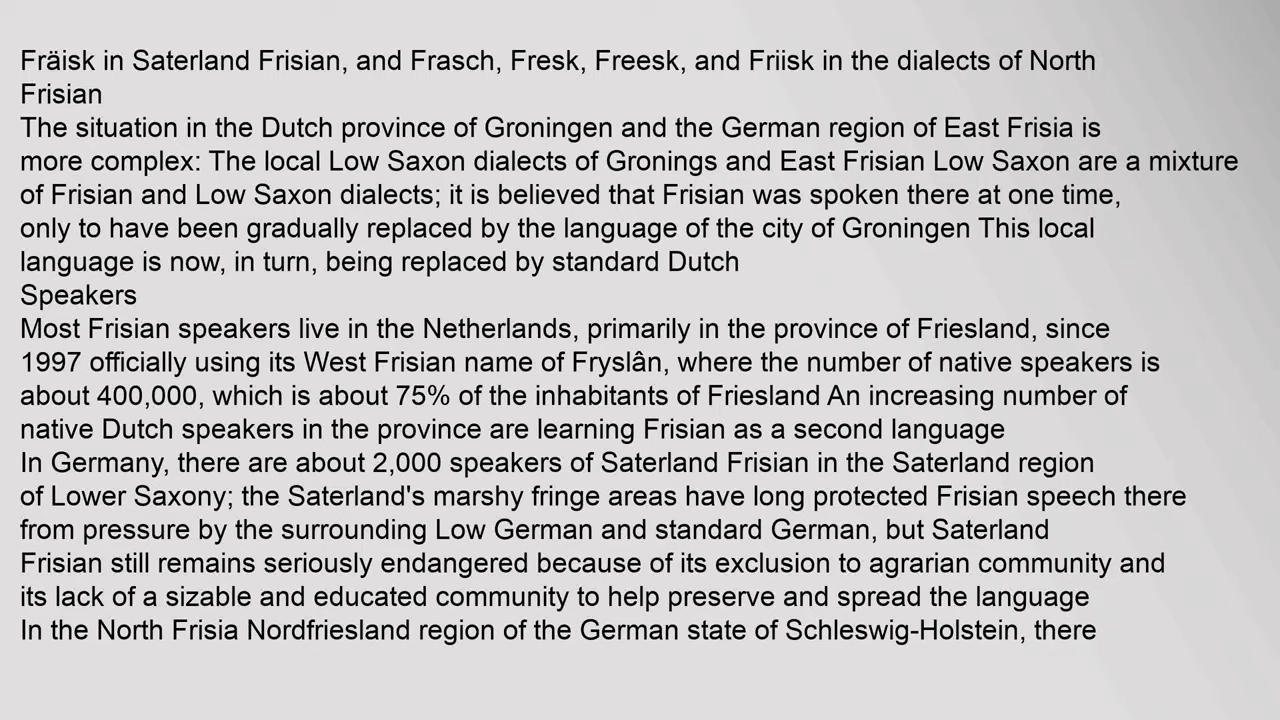 Fräisk in Saterland Frisian, and Frasch, Fresk, Freesk, and Friisk in the dialects of North
Frisian
The situation in the Dutch province of Groningen and the German region of East Frisia is
more complex: The local Low Saxon dialects of Gronings and East Frisian Low Saxon are a mixture
of Frisian and Low Saxon dialects; it is believed that Frisian was spoken there at one time,
only to have been gradually replaced by the language of the city of Groningen This local
language is now, in turn, being replaced by standard Dutch
Speakers
Most Frisian speakers live in the Netherlands, primarily in the province of Friesland, since
1997 officially using its West Frisian name of Fryslân, where the number of native speakers is
about 400,000, which is about 75% of the inhabitants of Friesland An increasing number of
native Dutch speakers in the province are learning Frisian as a second language
In Germany, there are about 2,000 speakers of Saterland Frisian in the Saterland region
of Lower Saxony; the Saterland's marshy fringe areas have long protected Frisian speech there
from pressure by the surrounding Low German and standard German, but Saterland
Frisian still remains seriously endangered because of its exclusion to agrarian community and
its lack of a sizable and educated community to help preserve and spread the language
In the North Frisia Nordfriesland region of the German state of Schleswig-Holstein, there